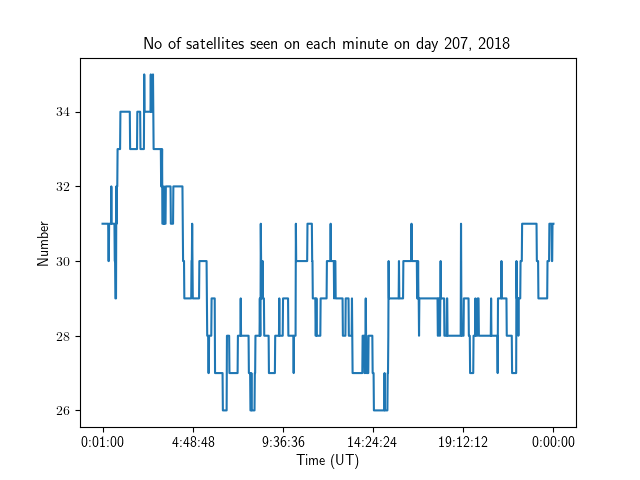 No of satellites seen on each minute on day 207, 2018
Number
34
32
30
28
26
0:01:00 4:48:48 9:36:36 14:24:24 19:12:12 0:00:00
Time (UT)